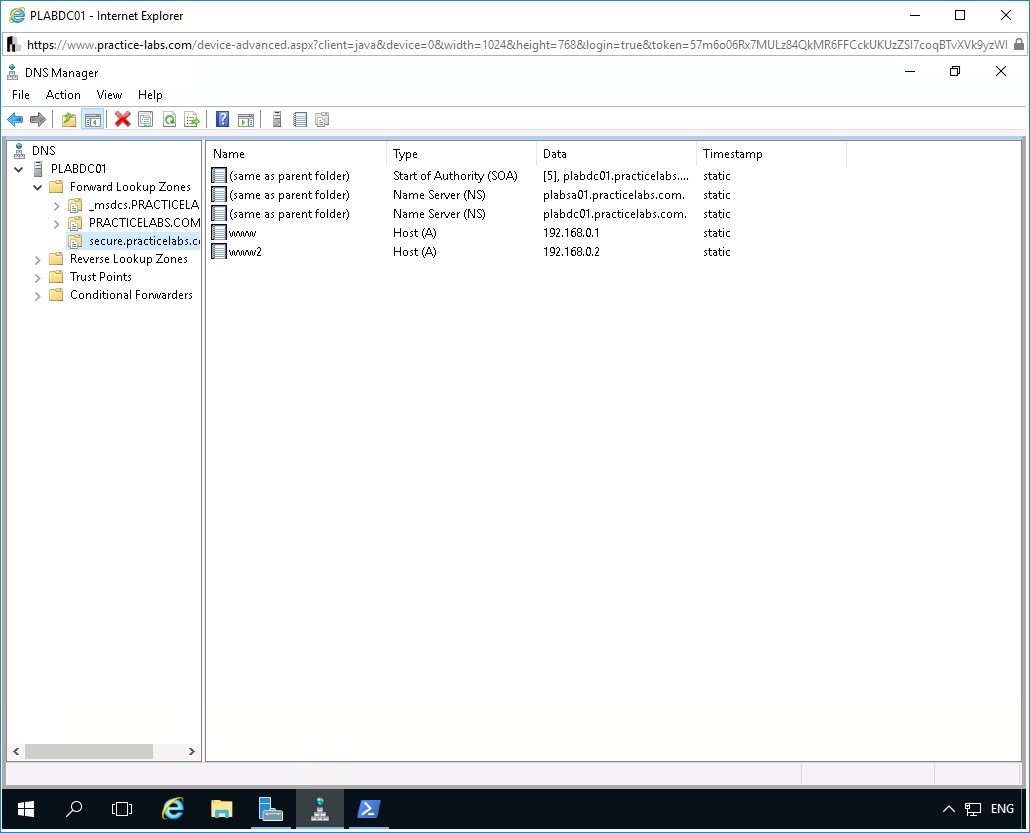 PLABDC01 - Internet Explorer
https://www.practice-labs.com/device-advanced.aspx?client=java&device=0&width=1024&height=768&login=true&token=57m6o06Rx7MULz84QkMR6FFCckUKUzZSI7coqBTvXVk9yzWI
DNS Manager
File Action View Help
DNS
PLABDC01
Forward Lookup Zones
_msdcs.PRACTICELA
PRACTICELABS.COM
secure.practicelabs.co
Reverse Lookup Zones
Trust Points
Conditional Forwarders
Name Type Data Timestamp
(same as parent folder) Start of Authority (SOA) [5], plabdc01.practicelabs.... static
(same as parent folder) Name Server (NS) plabsa01.practicelabs.com. static
(same as parent folder) Name Server (NS) plabdc01.practicelabs.com. static
www Host (A) 192.168.0.1 static
www2 Host (A) 192.168.0.2 static
ENG